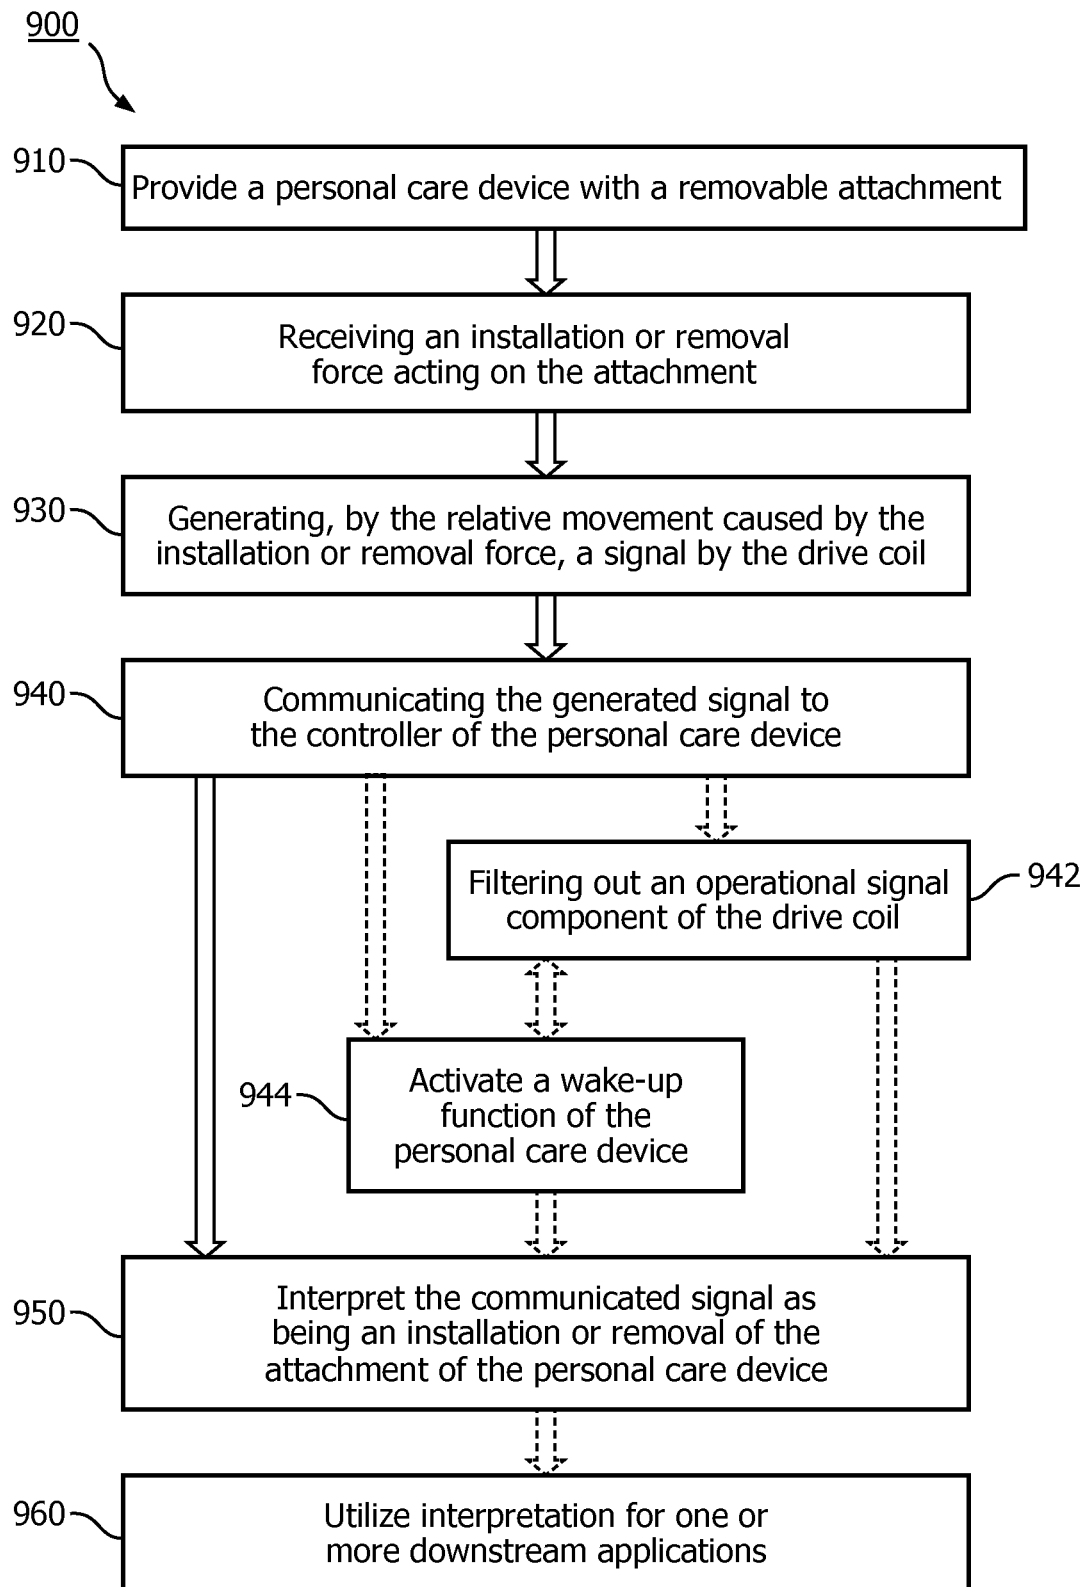 900
910
Provide a personal care device with a removable attachment
920
Receiving an installation or removal
force acting on the attachment
930
Generating, by the relative movement caused by the
installation or removal force, a signal by the drive coil
940
Communicating the generated signal to
the controller of the personal care device
Filtering out an operational signal
component of the drive coil
942
944
Activate a wake-up
function of the
personal care device
950
Interpret the communicated signal as
being an installation or removal of the
attachment of the personal care device
960
Utilize interpretation for one or
more downstream applications